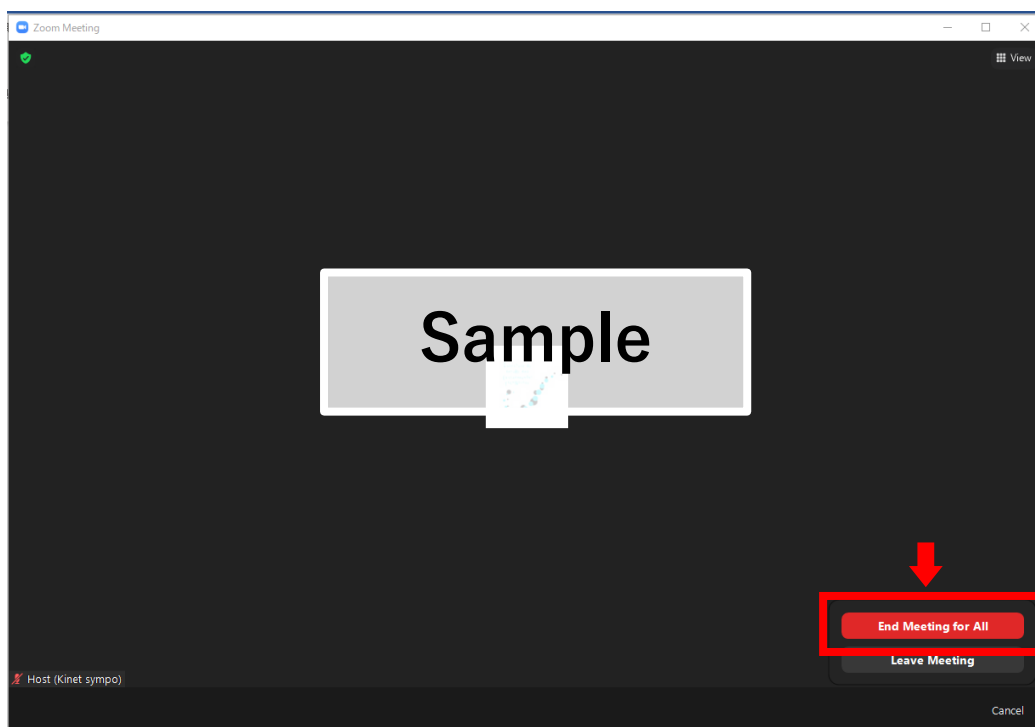 Zoom Meeting
View
Sample
End Meeting for All
Leave Meeting
Host (Kinet sympo)
Cancel